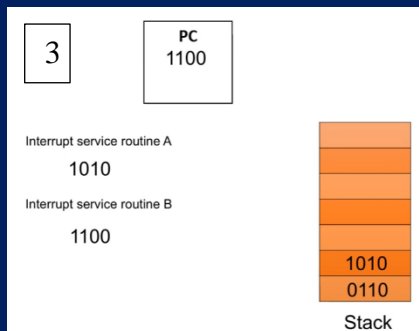 3
PC
1100
Interrupt service routine A
1010
Interrupt service routine B
1100
1010
0110
Stack